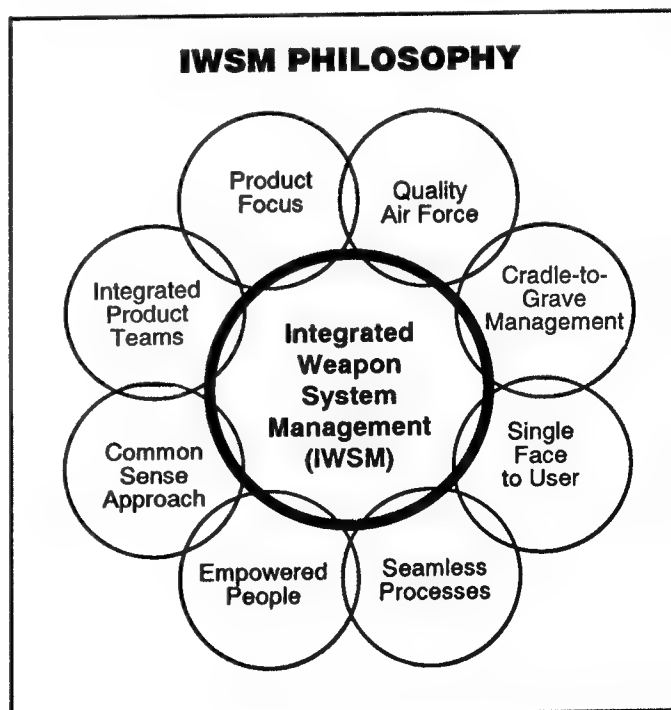 IWSM PHILOSOPHY
Product
Focus
Quality
Air Force
Cradle-to-
Grave
Management
Single
Face
to User
Seamless
Processes
Empowered
People
Common
Sense
Approach
Integrated
Product
Teams
Integrated
Weapon
System
Management
(IWSM)